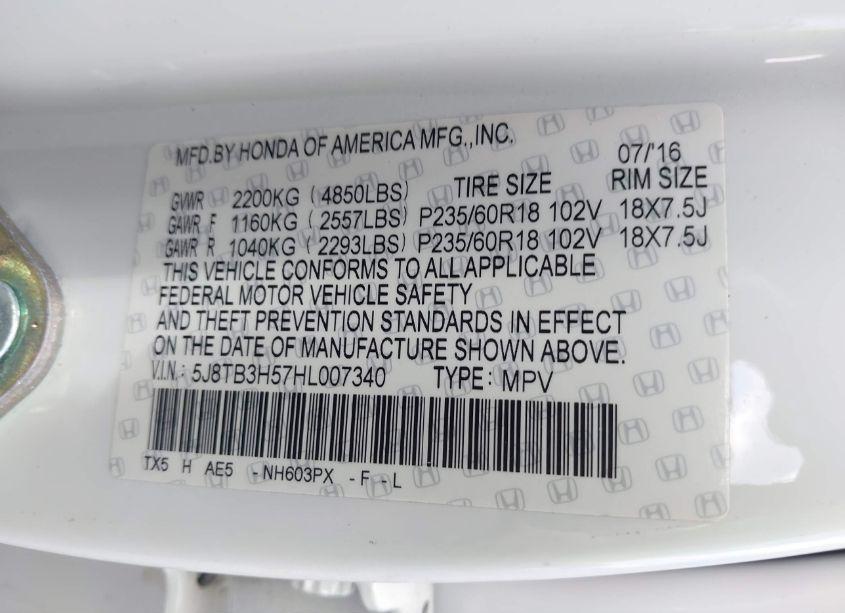 MFD.BY HONDA OF AMERICA MFG.,INC. 07/'16
GVWR 2200KG ( 4850LBS) TIRE SIZE RIM SIZE
GAWR F 1160KG ( 2557LBS) P235/60R18 102V 18X7.5J
GAWR R 1040KG ( 2293LBS) P235/60R18 102V 18X7.5J
THIS VEHICLE CONFORMS TO ALL APPLICABLE
FEDERAL MOTOR VEHICLE SAFETY
AND THEFT PREVENTION STANDARDS IN EFFECT
ON THE DATE OF MANUFACTURE SHOWN ABOVE.
V.I.N.: 5J8TB3H57HL007340 TYPE: MPV
TX5 H AE5 - NH603PX - F - L